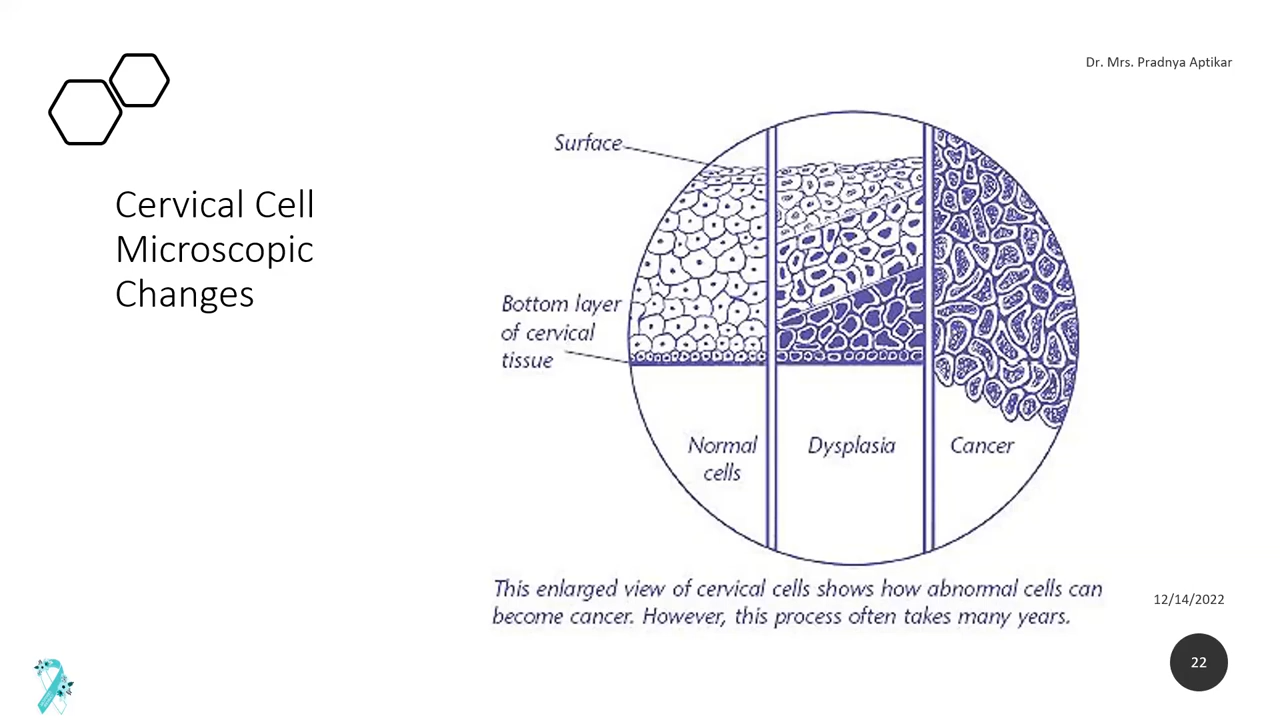 Dr. Mrs. Pradnya Aptikar
Cervical Cell
Microscopic
Changes
Surface
Bottom layer
of cervical
tissue
Normal
cells
Dysplasia
Cancer
This enlarged view of cervical cells shows how abnormal cells can
become cancer. However, this process often takes many years.
12/14/2022
22